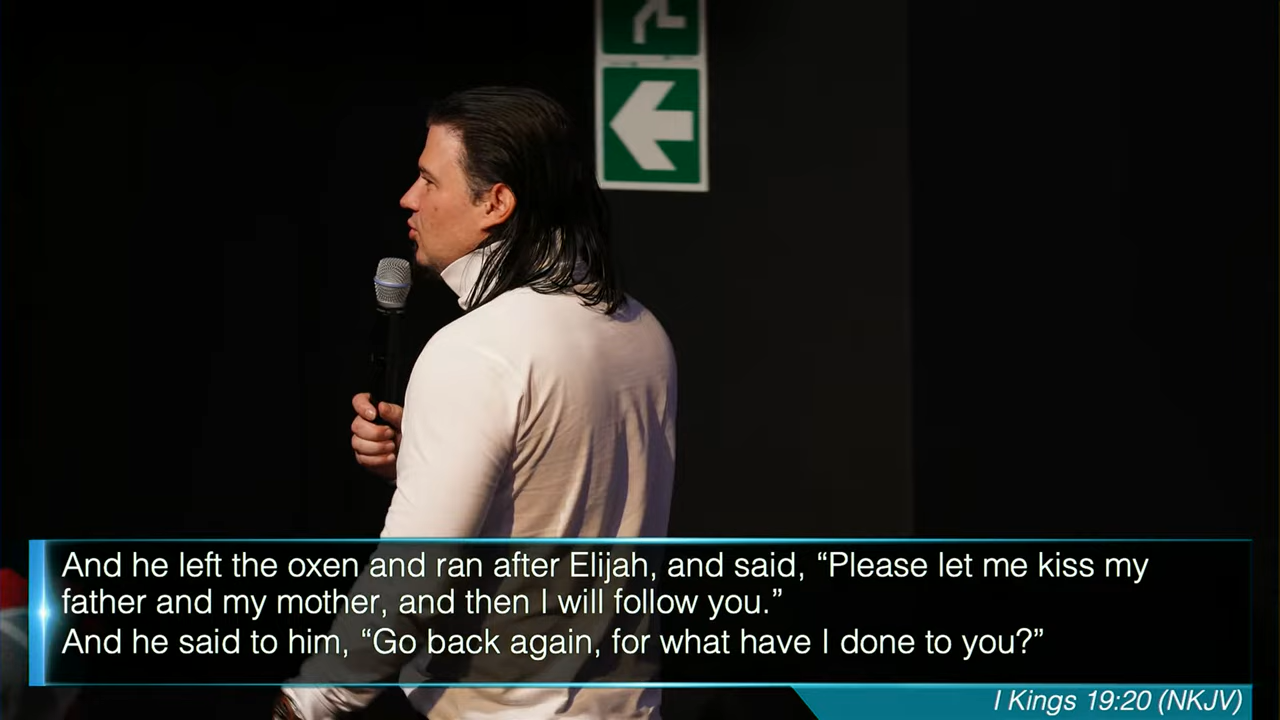 And he left the oxen and ran after Elijah, and said, “Please let me kiss my
father and my mother, and then I will follow you.”
And he said to him, “Go back again, for what have I done to you?”
I Kings 19:20 (NKJV)